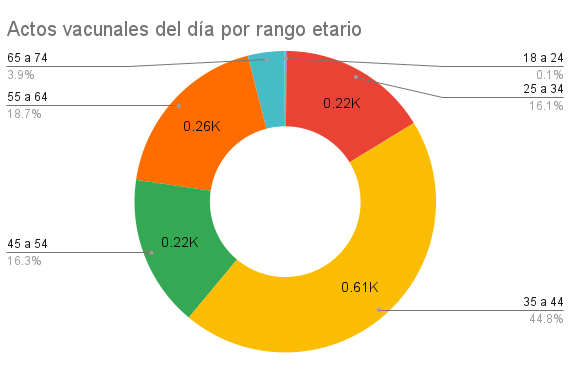 Actos vacunales del día por rango etario
65 a 74
3.9%
18 a 24
0.1%
25 a 34
16.1%
55 a 64
18.7%
0.22K
0.26K
45 a 54
16.3%
0.22K
0.61K
35 a 44
44.8%